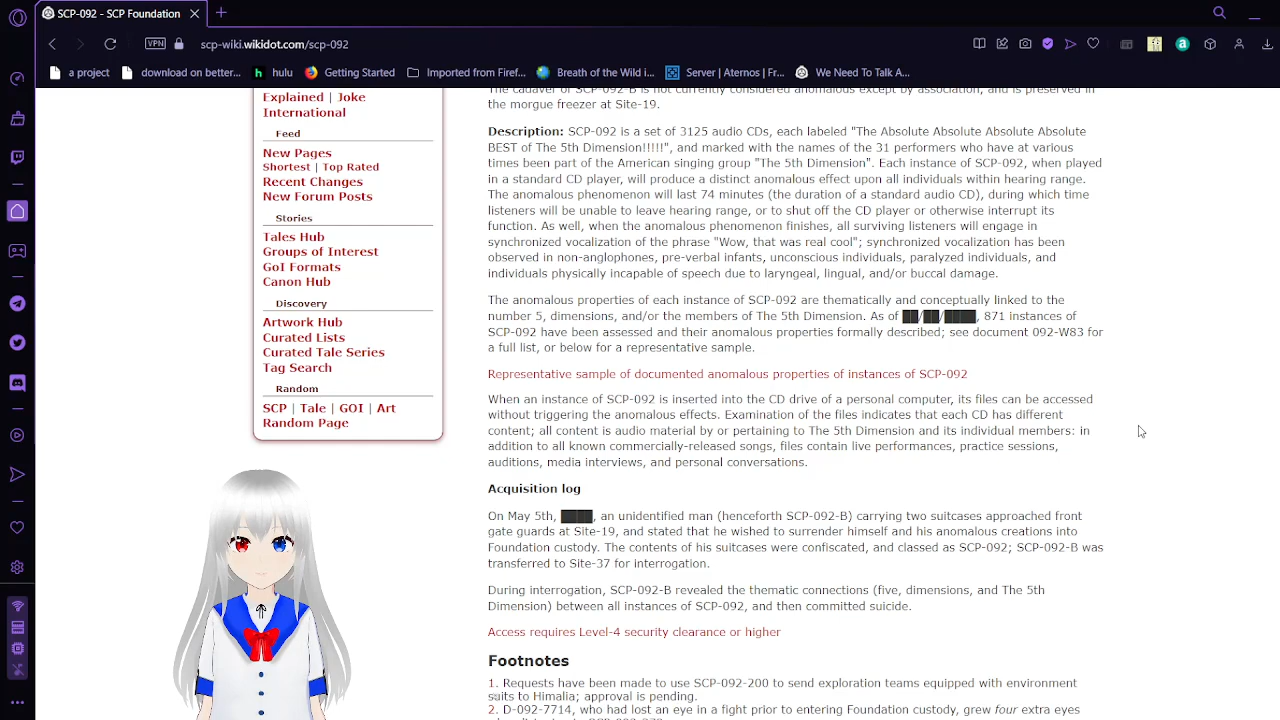 SCP-092 - SCP Foundation
VPN
scp-wiki.wikidot.com/scp-092
a project
download on better...
hulu
Getting Started
Imported from Firef...
Breath of the Wild i...
Server | Aternos | Fr...
We Need To Talk A...
Explained | Joke
International
Feed
New Pages
Shortest | Top Rated
Recent Changes
New Forum Posts
Stories
Tales Hub
Groups of Interest
GoI Formats
Canon Hub
Discovery
Artwork Hub
Curated Lists
Curated Tale Series
Tag Search
Random
SCP | Tale | GOI | Art
Random Page
The cadaver of SCP-092-B is not currently considered anomalous except by association, and is preserved in
the morgue freezer at Site-19.
Description: SCP-092 is a set of 3125 audio CDs, each labeled "The Absolute Absolute Absolute Absolute
BEST of The 5th Dimension!!!!!", and marked with the names of the 31 performers who have at various
times been part of the American singing group "The 5th Dimension". Each instance of SCP-092, when played
in a standard CD player, will produce a distinct anomalous effect upon all individuals within hearing range.
The anomalous phenomenon will last 74 minutes (the duration of a standard audio CD), during which time
listeners will be unable to leave hearing range, or to shut off the CD player or otherwise interrupt its
function. As well, when the anomalous phenomenon finishes, all surviving listeners will engage in
synchronized vocalization of the phrase "Wow, that was real cool"; synchronized vocalization has been
observed in non-anglophones, pre-verbal infants, unconscious individuals, paralyzed individuals, and
individuals physically incapable of speech due to laryngeal, lingual, and/or buccal damage.
The anomalous properties of each instance of SCP-092 are thematically and conceptually linked to the
number 5, dimensions, and/or the members of The 5th Dimension. As of ██/██/████, 871 instances of
SCP-092 have been assessed and their anomalous properties formally described; see document 092-W83 for
a full list, or below for a representative sample.
Representative sample of documented anomalous properties of instances of SCP-092
When an instance of SCP-092 is inserted into the CD drive of a personal computer, its files can be accessed
without triggering the anomalous effects. Examination of the files indicates that each CD has different
content; all content is audio material by or pertaining to The 5th Dimension and its individual members: in
addition to all known commercially-released songs, files contain live performances, practice sessions,
auditions, media interviews, and personal conversations.
Acquisition log
On May 5th, ████, an unidentified man (henceforth SCP-092-B) carrying two suitcases approached front
gate guards at Site-19, and stated that he wished to surrender himself and his anomalous creations into
Foundation custody. The contents of his suitcases were confiscated, and classed as SCP-092; SCP-092-B was
transferred to Site-37 for interrogation.
During interrogation, SCP-092-B revealed the thematic connections (five, dimensions, and The 5th
Dimension) between all instances of SCP-092, and then committed suicide.
Access requires Level-4 security clearance or higher
Footnotes
1. Requests have been made to use SCP-092-200 to send exploration teams equipped with environment
suits to Himalia; approval is pending.
2. D-092-7714, who had lost an eye in a fight prior to entering Foundation custody, grew four extra eyes